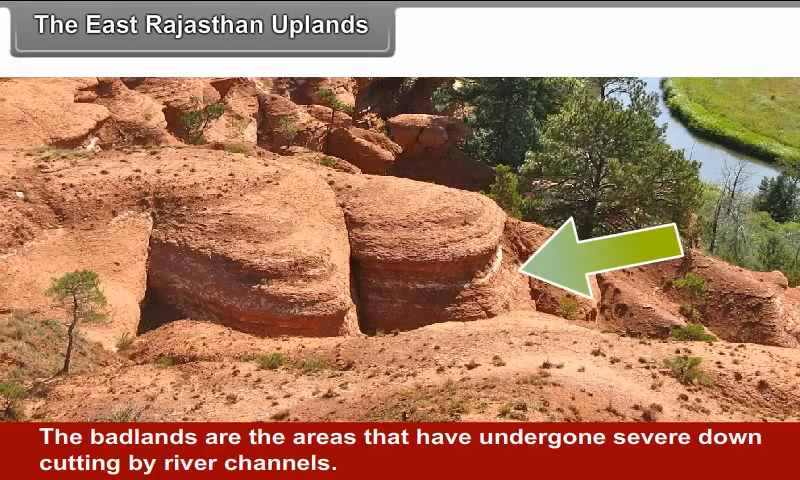 The East Rajasthan Uplands
The badlands are the areas that have undergone severe down
cutting by river channels.